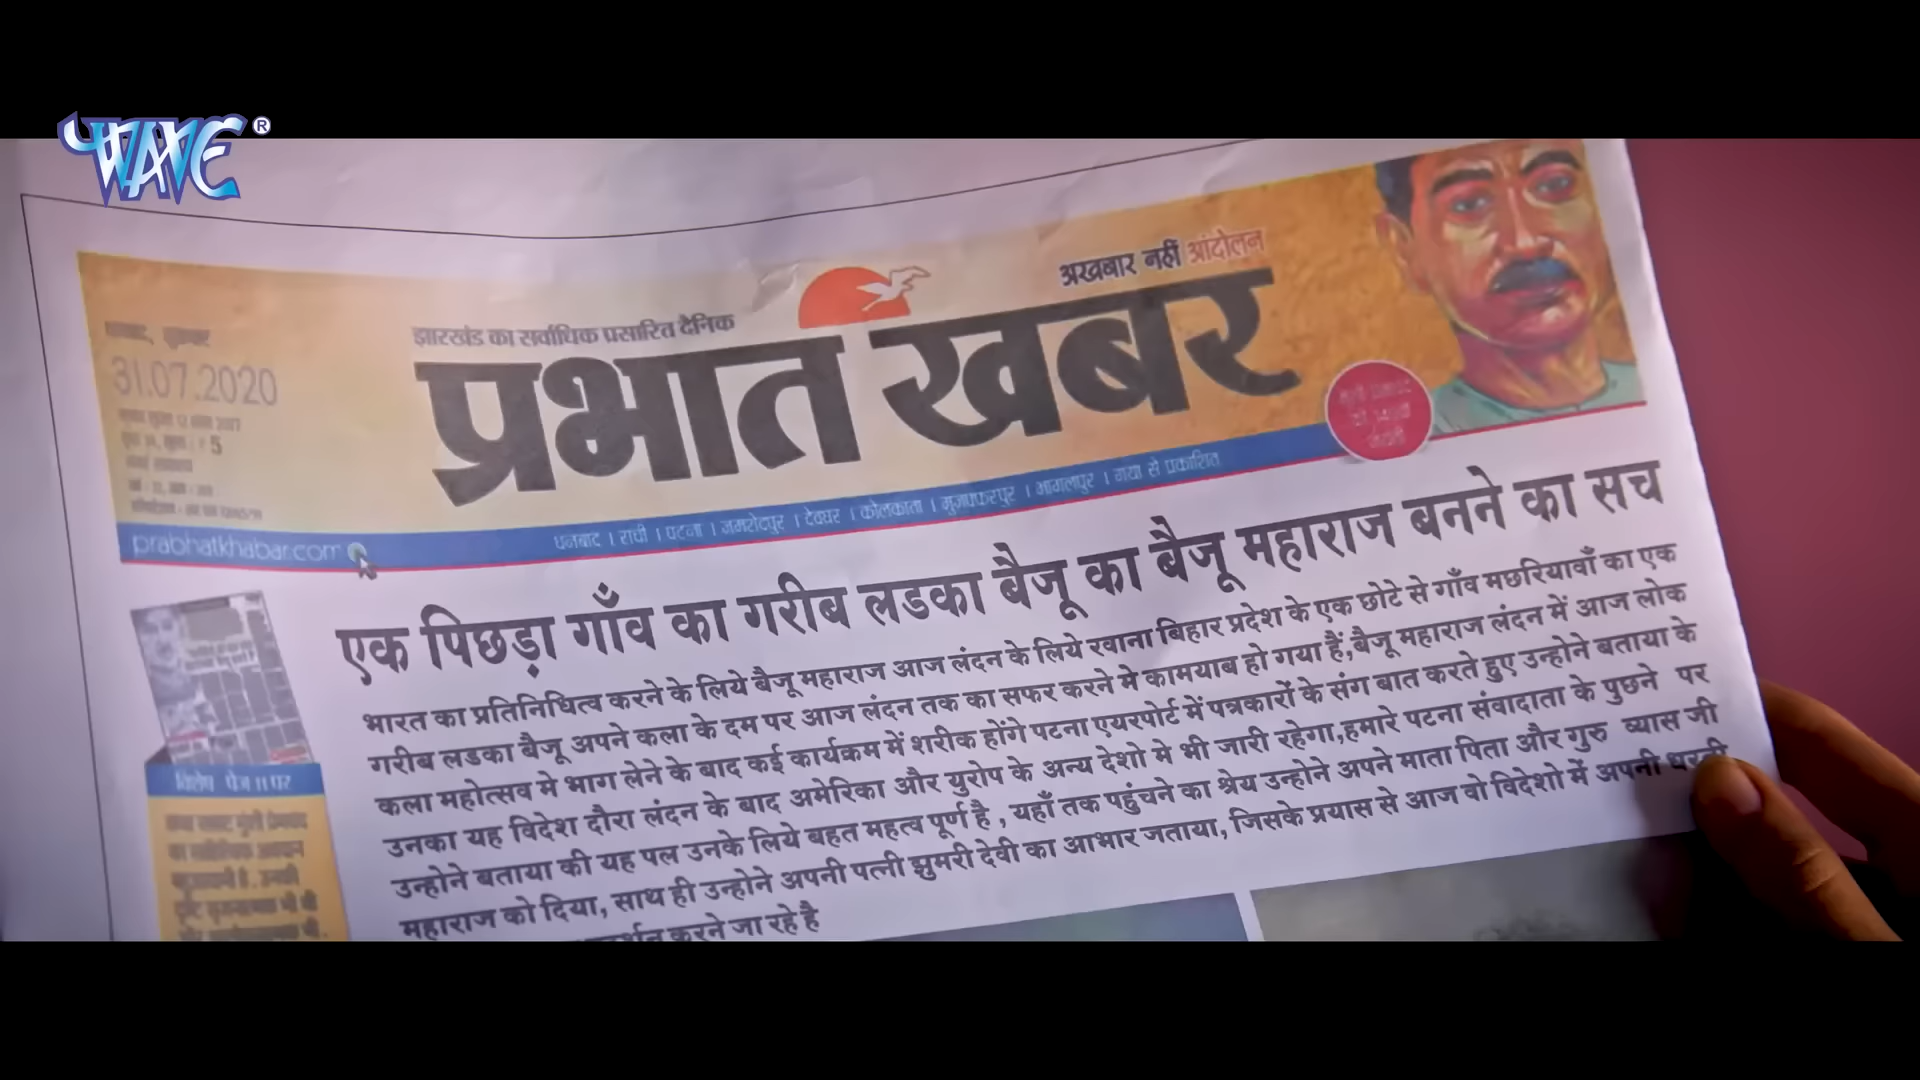 WAVE ®
अखबार नहीं आंदोलन
झारखंड का सर्वाधिक प्रसारित दैनिक
प्रभात खबर
31.07.2020
5
prabhatkhabar.com
धनबाद । रांची । पटना । जमशेदपुर । देवघर । कोलकाता । मुजफ्फरपुर । भागलपुर । गया से प्रकाशित
एक पिछड़ा गाँव का गरीब लडका बैजू का बैजू महाराज बनने का सच
भारत का प्रतिनिधित्व करने के लिये बैजू महाराज आज लंदन के लिये रवाना बिहार प्रदेश के एक छोटे से गाँव मछरियावाँ का एक
गरीब लडका बैजू अपने कला के दम पर आज लंदन तक का सफर करने मे कामयाब हो गया हैं,बैजू महाराज लंदन में आज लोक
कला महोत्सव मे भाग लेने के बाद कई कार्यक्रम में शरीक होंगे पटना एयरपोर्ट में पत्रकारों के संग बात करते हुए उन्होने बताया के
उनका यह विदेश दौरा लंदन के बाद अमेरिका और युरोप के अन्य देशो मे भी जारी रहेगा,हमारे पटना संवादाता के पुछने पर
उन्होने बताया की यह पल उनके लिये बहत महत्व पूर्ण है , यहाँ तक पहुंचने का श्रेय उन्होने अपने माता पिता और गुरु व्यास जी
महाराज को दिया, साथ ही उन्होने अपनी पत्नी झुमरी देवी का आभार जताया, जिसके प्रयास से आज वो विदेशो में अपनी
करने जा रहे है
विशेष पेज 11 पर